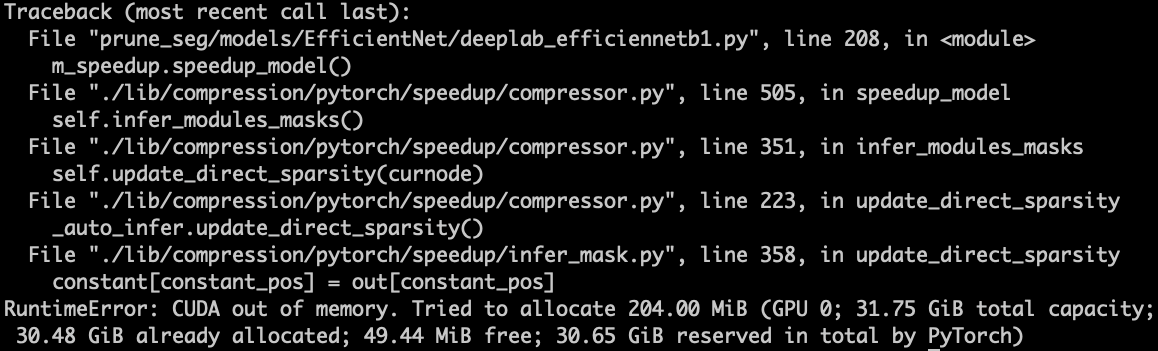 Traceback (most recent call last):
  File "prune_seg/models/EfficientNet/deeplab_efficiennetb1.py", line 208, in <module>
    m_speedup.speedup_model()
  File "./lib/compression/pytorch/speedup/compressor.py", line 505, in speedup_model
    self.infer_modules_masks()
  File "./lib/compression/pytorch/speedup/compressor.py", line 351, in infer_modules_masks
    self.update_direct_sparsity(curnode)
  File "./lib/compression/pytorch/speedup/compressor.py", line 223, in update_direct_sparsity
    _auto_infer.update_direct_sparsity()
  File "./lib/compression/pytorch/speedup/infer_mask.py", line 358, in update_direct_sparsity
    constant[constant_pos] = out[constant_pos]
RuntimeError: CUDA out of memory. Tried to allocate 204.00 MiB (GPU 0; 31.75 GiB total capacity;
 30.48 GiB already allocated; 49.44 MiB free; 30.65 GiB reserved in total by PyTorch)